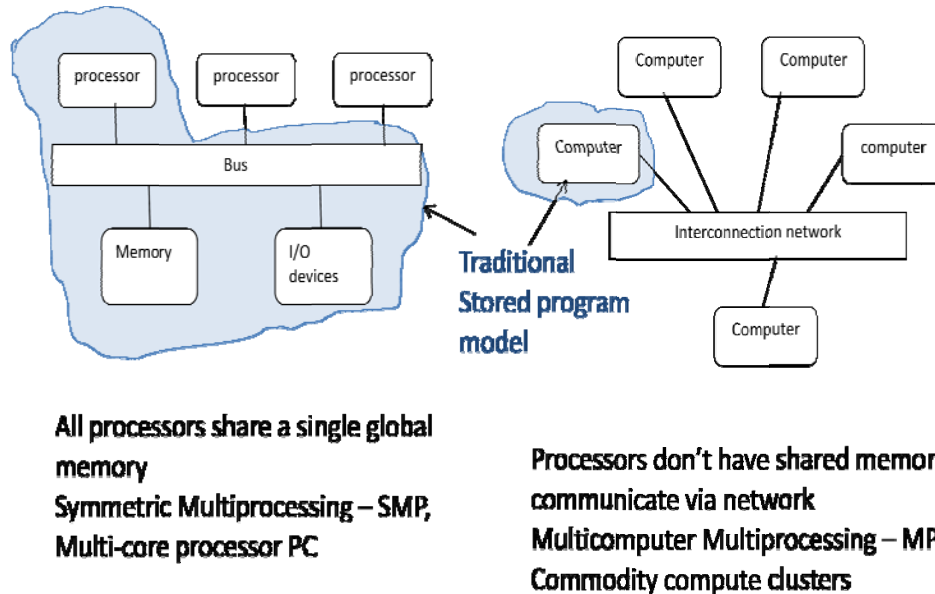 processor
processor
processor
Bus
Memory
I/O
devices
Computer
Computer
Computer
computer
Interconnection network
Computer
Traditional
Stored program
model
All processors share a single global
memory
Symmetric Multiprocessing – SMP,
Multi-core processor PC
Processors don't have shared memor
communicate via network
Multicomputer Multiprocessing – MP
Commodity compute clusters